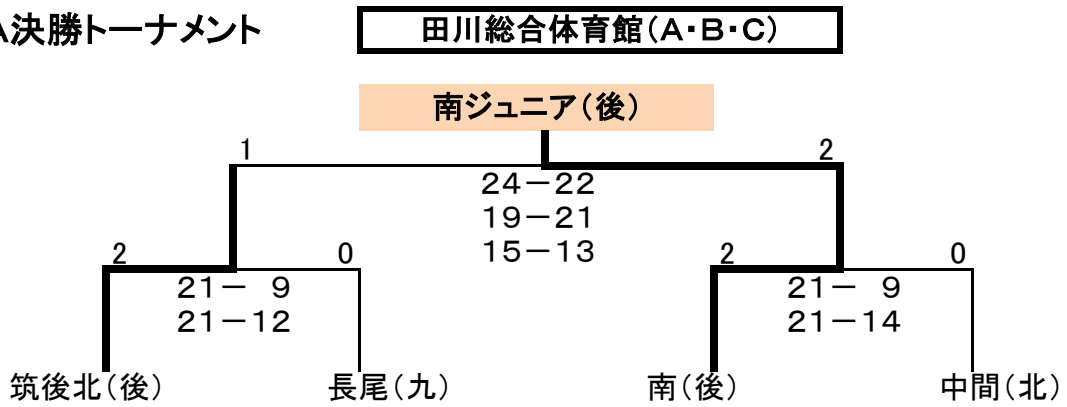 A決勝トーナメント 田川総合体育館(A・B・C)
南ジュニア(後)
1 2
24-22
19-21
15-13
2 0 2 0
21- 9 21- 9
21-12 21-14
筑後北(後) 長尾(九) 南(後) 中間(北)